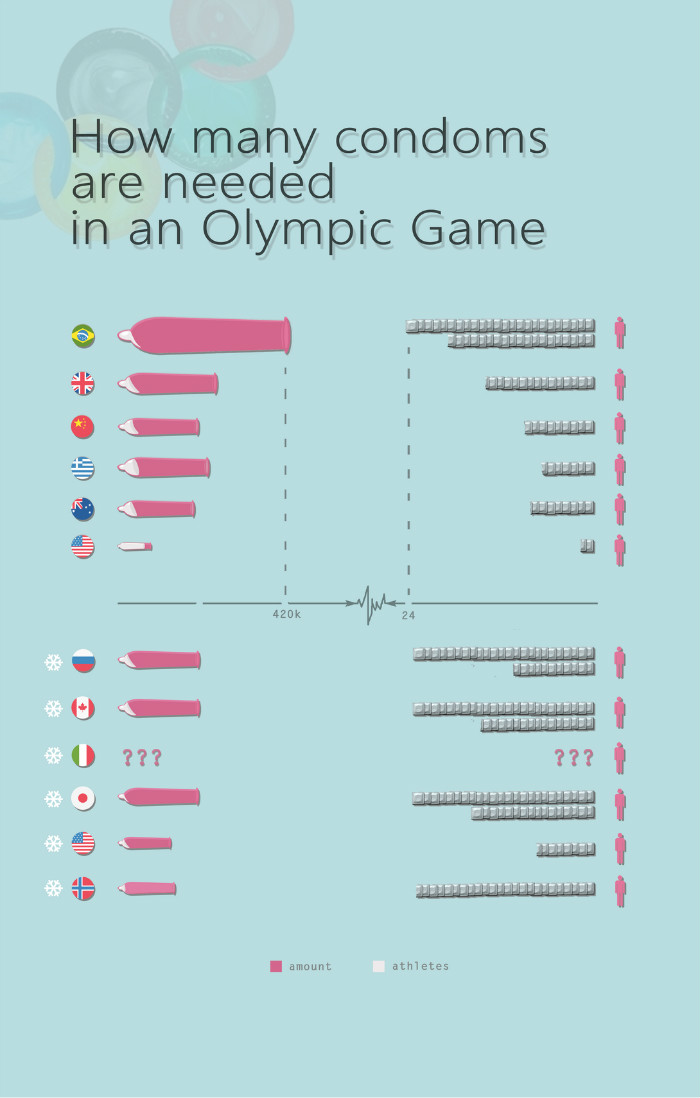 How many condoms
are needed
in an Olympic Game
420k
24
???
???
amount
athletes